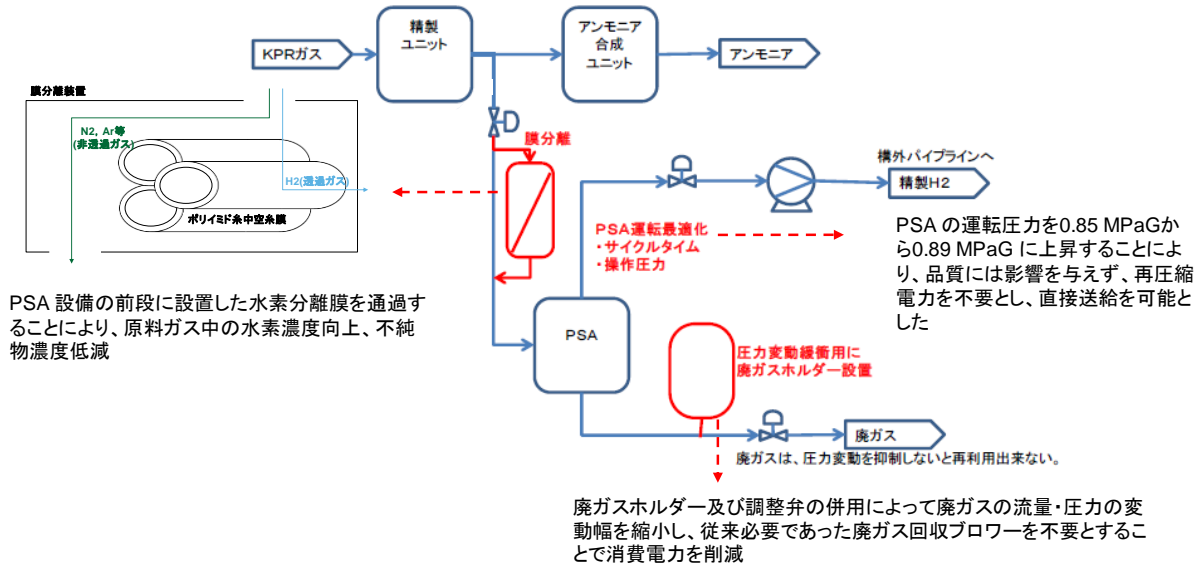 KPRガス
精製
ユニット
アンモニア
合成
ユニット
アンモニア
膜分離装置
N2, Ar等
(非透過ガス)
H2(透過ガス)
ポリイミド糸中空糸膜
膜分離
構外パイプラインへ
精製H2
PSA運転最適化
・サイクルタイム
・操作圧力
PSA の運転圧力を0.85 MPaGか
ら0.89 MPaG に上昇することによ
り、品質には影響を与えず、再圧縮
電力を不要とし、直接送給を可能と
した
PSA 設備の前段に設置した水素分離膜を通過す
ることにより、原料ガス中の水素濃度向上、不純
物濃度低減
PSA
圧力変動緩衝用に
廃ガスホルダー設置
廃ガス
廃ガスは、圧力変動を抑制しないと再利用出来ない。
廃ガスホルダー及び調整弁の併用によって廃ガスの流量・圧力の変
動幅を縮小し、従来必要であった廃ガス回収ブロワーを不要とするこ
とで消費電力を削減